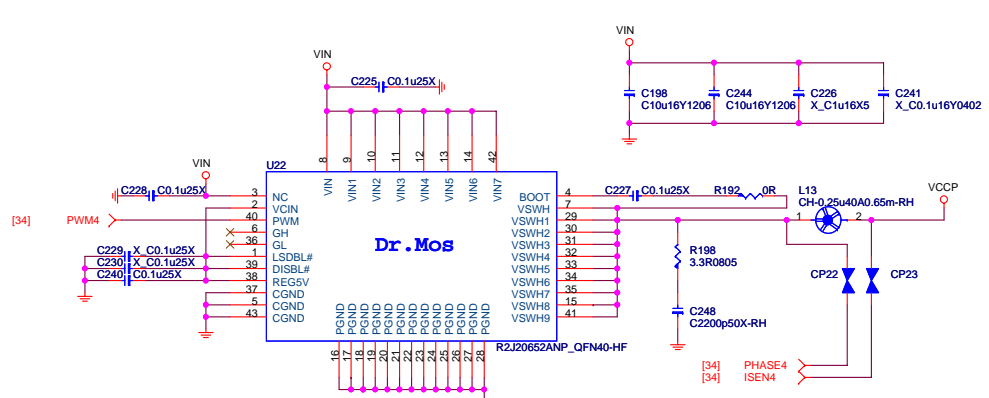 VIN
VIN
C225 C0.1u25X
C198
C10u16Y1206
C244
C10u16Y1206
C226
X_C1u16X5
C241
X_C0.1u16Y0402
8 9 10 11 12 13 14 42
VIN VIN1 VIN2 VIN3 VIN4 VIN5 VIN6 VIN7
VIN
U22
C228 C0.1u25X
3 NC
2 VCIN
[34] PWM4 40 PWM
6 GH
36 GL
C229 X_C0.1u25X 1 LSDBL#
C230 X_C0.1u25X 39 DISBL#
C240 C0.1u25X 38 REG5V
37 CGND
5 CGND
43 CGND
Dr.Mos
BOOT 4 C227 C0.1u25X R192 0R
VSWH 7
VSWH1 29
VSWH2 30
VSWH3 31
VSWH4 32
VSWH5 33
VSWH6 34
VSWH7 35
VSWH8 15
VSWH9 41
L13
CH-0.25u40A0.65m-RH
1 2
VCCP
R198
3.3R0805
C248
C2200p50X-RH
CP22 CP23
PGND PGND PGND PGND PGND PGND PGND PGND PGND PGND PGND PGND PGND
16 17 18 19 20 21 22 23 24 25 26 27 28
R2J20652ANP_QFN40-HF
[34] PHASE4
[34] ISEN4